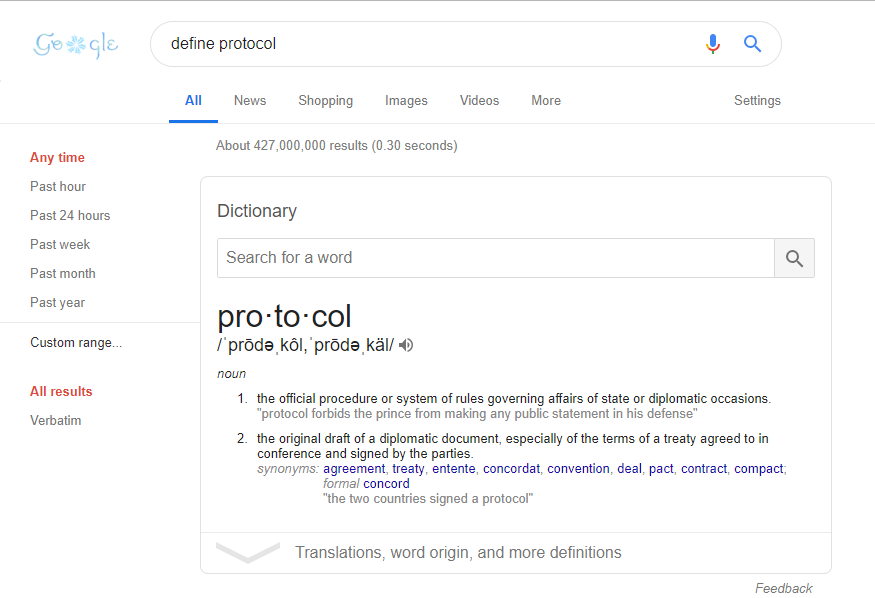 Google
define protocol
All News Shopping Images Videos More Settings
About 427,000,000 results (0.30 seconds)
Any time
Past hour
Past 24 hours
Past week
Past month
Past year
Custom range...
All results
Verbatim
Dictionary
Search for a word
pro·to·col
/ˈprōdəˌkôl,ˈprōdəˌkäl/
noun
1. the official procedure or system of rules governing affairs of state or diplomatic occasions.
"protocol forbids the prince from making any public statement in his defense"
2. the original draft of a diplomatic document, especially of the terms of a treaty agreed to in
conference and signed by the parties.
synonyms: agreement, treaty, entente, concordat, convention, deal, pact, contract, compact;
formal concord
"the two countries signed a protocol"
Translations, word origin, and more definitions
Feedback